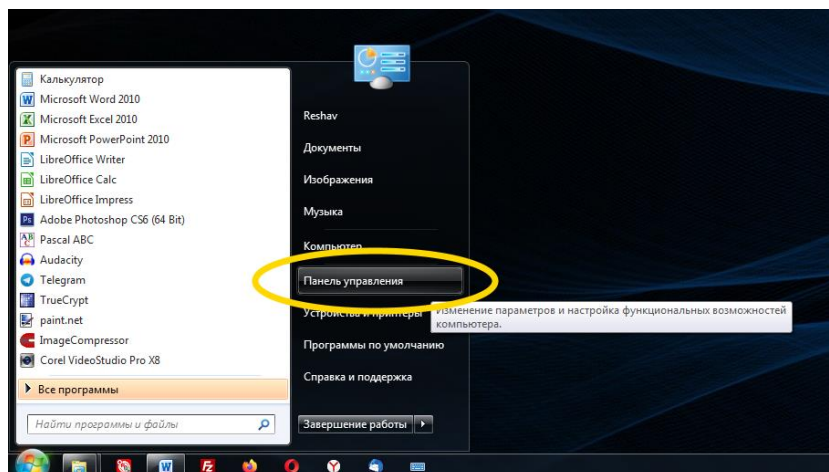 Калькулятор
Microsoft Word 2010
Microsoft Excel 2010
Microsoft PowerPoint 2010
LibreOffice Writer
LibreOffice Calc
LibreOffice Impress
Adobe Photoshop CS6 (64 Bit)
Pascal ABC
Audacity
Telegram
TrueCrypt
paint.net
ImageCompressor
Corel VideoStudio Pro X8
Все программы
Найти программы и файлы
Reshav
Документы
Изображения
Музыка
Компьютер
Панель управления
Устройства и принтеры
Изменение параметров и настройка функциональных возможностей
компьютера.
Программы по умолчанию
Справка и поддержка
Завершение работы